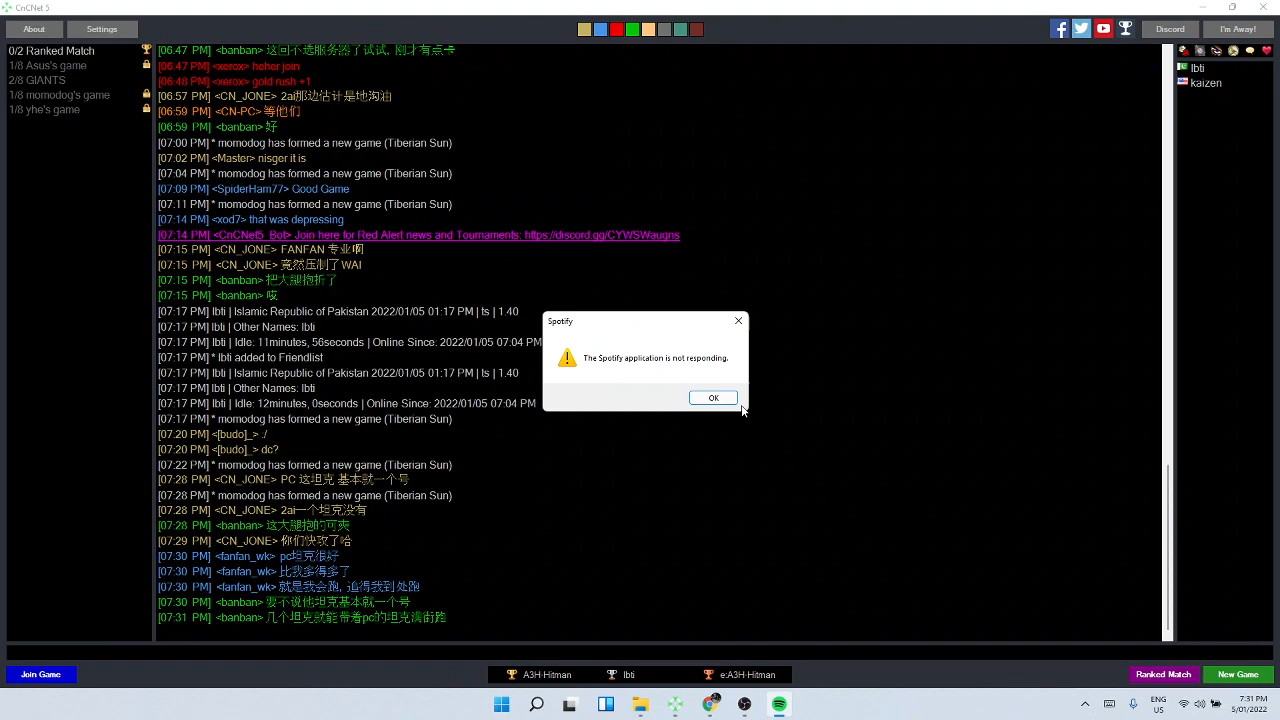 CnCNet 5
About Settings Discord I'm Away!
0/2 Ranked Match
1/8 Asus's game
2/8 GIANTS
1/8 momodog's game
1/8 yhe's game
[06.47 PM] <banban> 这回不选服务器了试试, 刚才有点卡
[06.47 PM] <xerox> heher join
[06:48 PM] <xerox> gold rush +1
[06:57 PM] <CN_JONE> 2ai那边估计是地沟油
[06:59 PM] <CN-PC> 等他们
[06:59 PM] <banban> 好
[07:00 PM] * momodog has formed a new game (Tiberian Sun)
[07:02 PM] <Master> nisger it is
[07:04 PM] * momodog has formed a new game (Tiberian Sun)
[07:09 PM] <SpiderHam77> Good Game
[07:11 PM] * momodog has formed a new game (Tiberian Sun)
[07:14 PM] <xod7> that was depressing
[07:14 PM] <CnCNet5_Bot> Join here for Red Alert news and Tournaments: https://discord.gg/CYWSWaugns
[07:15 PM] <CN_JONE> FANFAN 专业啊
[07:15 PM] <CN_JONE> 竟然压制了WAI
[07:15 PM] <banban> 把大腿抱折了
[07:15 PM] <banban> 哎
[07:17 PM] lbti | Islamic Republic of Pakistan 2022/01/05 01:17 PM | ts | 1.40
[07:17 PM] lbti | Other Names: lbti
[07:17 PM] lbti | Idle: 11minutes, 56seconds | Online Since: 2022/01/05 07:04 PM
[07:17 PM] * lbti added to Friendlist
[07:17 PM] lbti | Islamic Republic of Pakistan 2022/01/05 01:17 PM | ts | 1.40
[07:17 PM] lbti | Other Names: lbti
[07:17 PM] lbti | Idle: 12minutes, 0seconds | Online Since: 2022/01/05 07:04 PM
[07:17 PM] * momodog has formed a new game (Tiberian Sun)
[07:20 PM] <[budo]_> :/
[07:20 PM] <[budo]_> dc?
[07:22 PM] * momodog has formed a new game (Tiberian Sun)
[07:28 PM] <CN_JONE> PC 这坦克 基本就一个号
[07:28 PM] * momodog has formed a new game (Tiberian Sun)
[07:28 PM] <CN_JONE> 2ai一个坦克没有
[07:28 PM] <banban> 这大腿抱的可爽
[07:29 PM] <CN_JONE> 你们快攻了哈
[07:30 PM] <fanfan_wk> pc坦克很好
[07:30 PM] <fanfan_wk> 比我多得多了
[07:30 PM] <fanfan_wk> 就是我会跑, 追得我到处跑
[07:30 PM] <banban> 要不说他坦克基本就一个号
[07:31 PM] <banban> 几个坦克就能带着pc的坦克满街跑
Spotify
The Spotify application is not responding.
OK
lbti
kaizen
Join Game A3H-Hitman lbti e:A3H-Hitman Ranked Match New Game
ENG
US
7:31 PM
5/01/2022